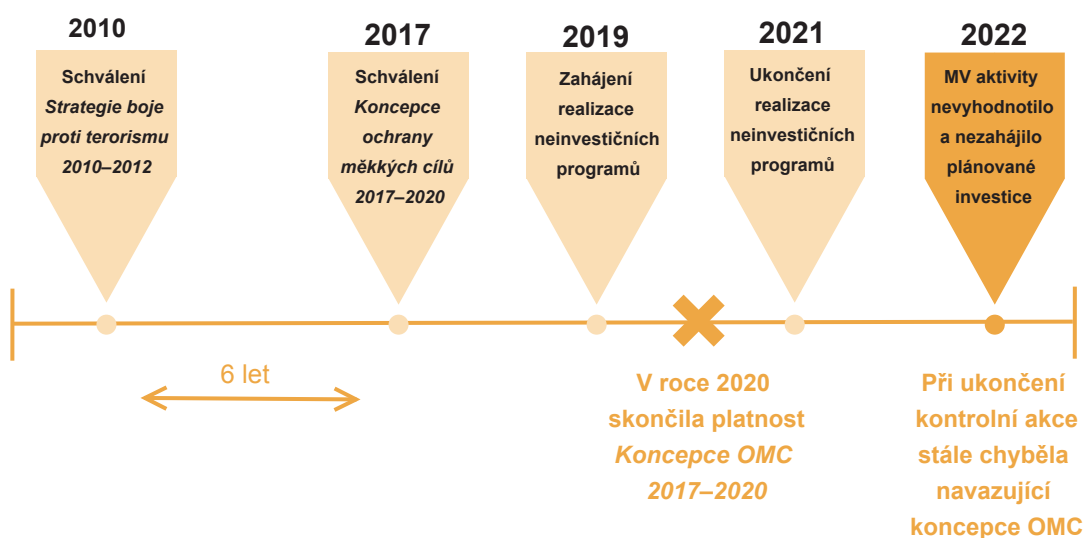 2010
Schválení
Strategie boje
proti terorismu
2010–2012
2017
Schválení
Koncepce
ochrany
měkkých cílů
2017–2020
2019
Zahájení
realizace
neinvestičních
programů
2021
Ukončení
realizace
neinvestičních
programů
2022
MV aktivity
nevyhodnotilo
a nezahájilo
plánované
investice
6 let
V roce 2020
skončila platnost
Koncepce OMC
2017–2020
Při ukončení
kontrolní akce
stále chyběla
navazující
koncepce OMC